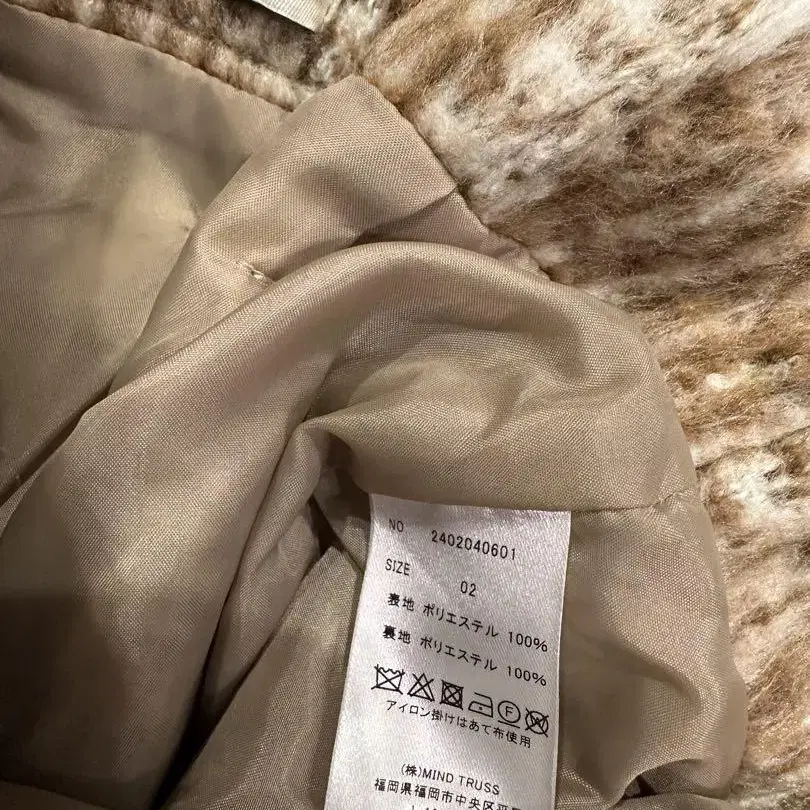 NO 2402040601
SIZE 02
表地 ポリエステル 100%
裏地 ポリエステル 100%
アイロン掛けはあて布使用
(株)MIND TRUSS
福岡県福岡市中央区平